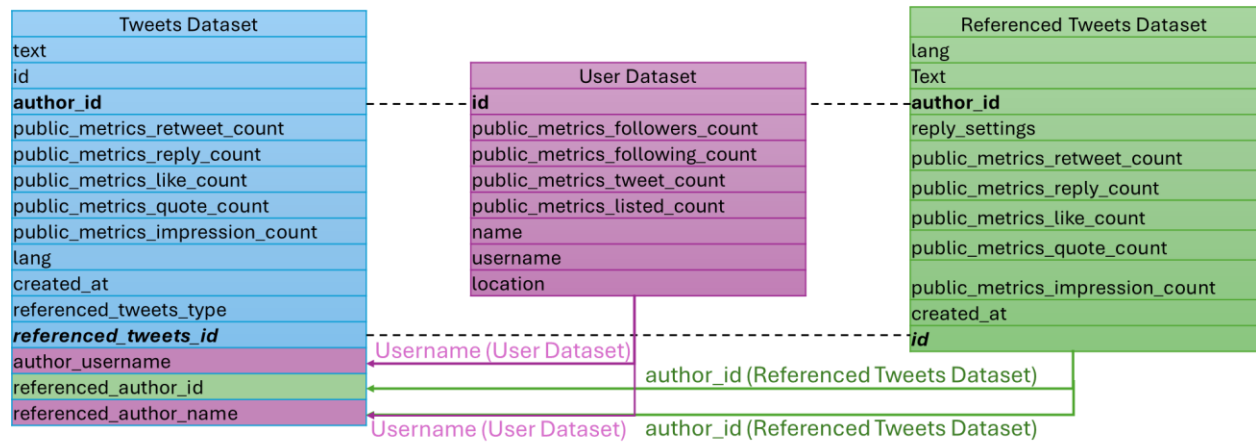 Tweets Dataset
text
id
author_id
public_metrics_retweet_count
public_metrics_reply_count
public_metrics_like_count
public_metrics_quote_count
public_metrics_impression_count
lang
created_at
referenced_tweets_type
referenced_tweets_id
author_username
referenced_author_id
referenced_author_name
User Dataset
id
public_metrics_followers_count
public_metrics_following_count
public_metrics_tweet_count
public_metrics_listed_count
name
username
location
Referenced Tweets Dataset
lang
Text
author_id
reply_settings
public_metrics_retweet_count
public_metrics_reply_count
public_metrics_like_count
public_metrics_quote_count
public_metrics_impression_count
created_at
id
Username (User Dataset)
author_id (Referenced Tweets Dataset)
Username (User Dataset)
author_id (Referenced Tweets Dataset)